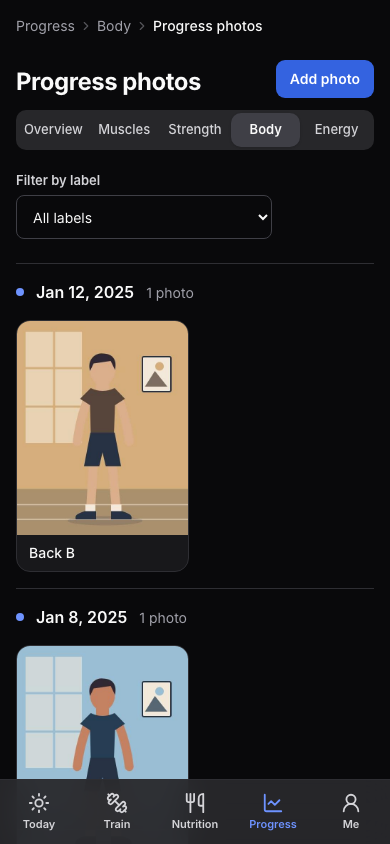 Progress > Body > Progress photos
Progress photos
Add photo
Overview Muscles Strength Body Energy
Filter by label
All labels
Jan 12, 2025 1 photo
Back B
Jan 8, 2025 1 photo
Today Train Nutrition Progress Me